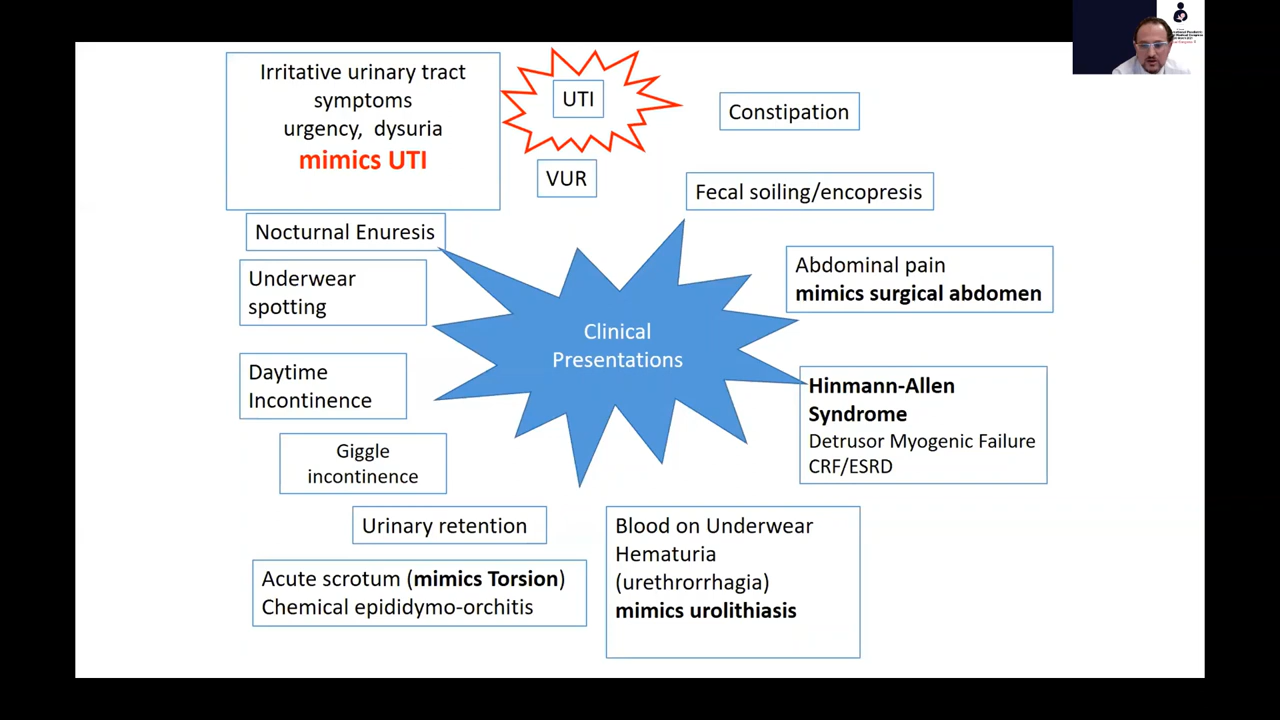 Irritative urinary tract
symptoms
urgency, dysuria
mimics UTI
UTI
VUR
Constipation
Fecal soiling/encopresis
Nocturnal Enuresis
Underwear
spotting
Abdominal pain
mimics surgical abdomen
Clinical
Presentations
Daytime
Incontinence
Hinmann-Allen
Syndrome
Detrusor Myogenic Failure
CRF/ESRD
Giggle
incontinence
Urinary retention
Acute scrotum (mimics Torsion)
Chemical epididymo-orchitis
Blood on Underwear
Hematuria
(urethrorrhagia)
mimics urolithiasis